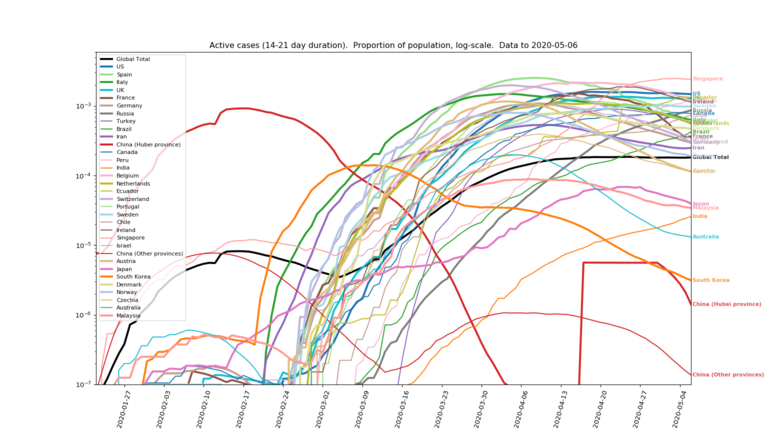 Active cases (14-21 day duration).  Proportion of population, log-scale.  Data to 2020-05-06
Global Total
US
Spain
Italy
UK
France
Germany
Russia
Turkey
Brazil
Iran
China (Hubei province)
Canada
Peru
India
Belgium
Netherlands
Ecuador
Switzerland
Portugal
Sweden
Chile
Ireland
Singapore
Israel
China (Other provinces)
Austria
Japan
South Korea
Denmark
Norway
Czechia
Australia
Malaysia
10⁻³
10⁻⁴
10⁻⁵
10⁻⁶
10⁻⁷
Singapore
US
Ireland
Russia
Brazil
France
Iran
Global Total
Japan
Malaysia
India
Australia
South Korea
China (Hubei province)
China (Other provinces)
2020-01-27
2020-02-03
2020-02-10
2020-02-17
2020-02-24
2020-03-02
2020-03-09
2020-03-16
2020-03-23
2020-03-30
2020-04-06
2020-04-13
2020-04-20
2020-04-27
2020-05-04